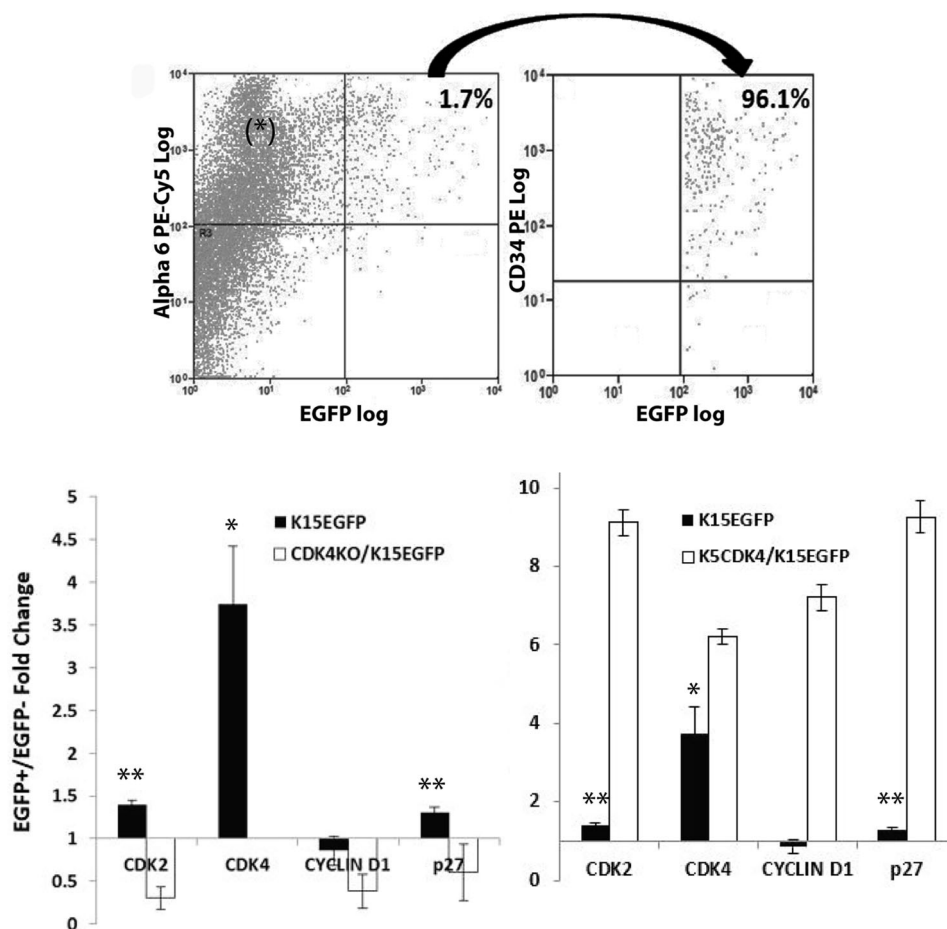 1.7%
96.1%
(*)
R3
Alpha 6 PE-Cy5 Log
10⁴
10³
10²
10¹
10⁰
10⁰ 10¹ 10² 10³ 10⁴
EGFP log
CD34 PE Log
10⁴
10³
10²
10¹
10⁰
10⁰ 10¹ 10² 10³ 10⁴
EGFP log
EGFP+/EGFP- Fold Change
5
4.5
4
3.5
3
2.5
2
1.5
1
0.5
0
K15EGFP
CDK4KO/K15EGFP
**
*
**
CDK2 CDK4 CYCLIN D1 p27
10
8
6
4
2
0
K15EGFP
K5CDK4/K15EGFP
**
*
**
CDK2 CDK4 CYCLIN D1 p27